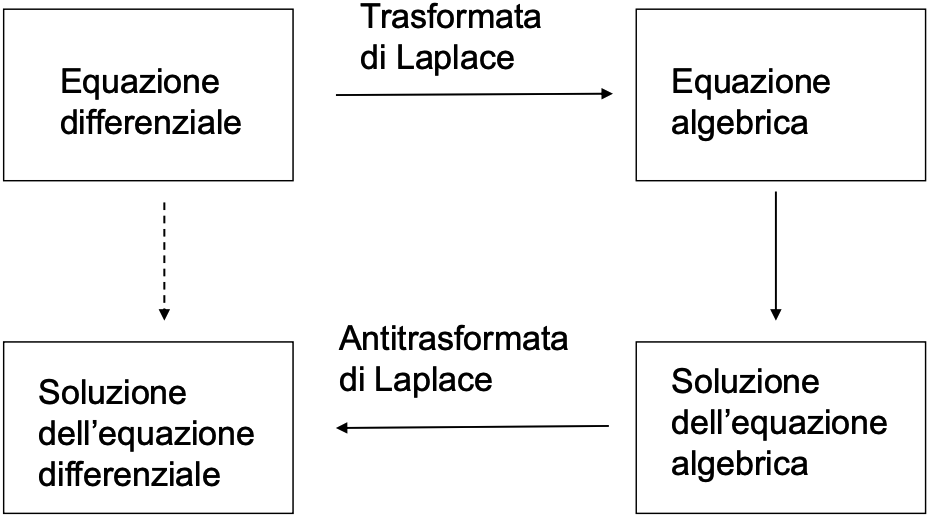 Trasformata
di Laplace
Equazione
differenziale
Equazione
algebrica
Antitrasformata
di Laplace
Soluzione
dell’equazione
differenziale
Soluzione
dell’equazione
algebrica